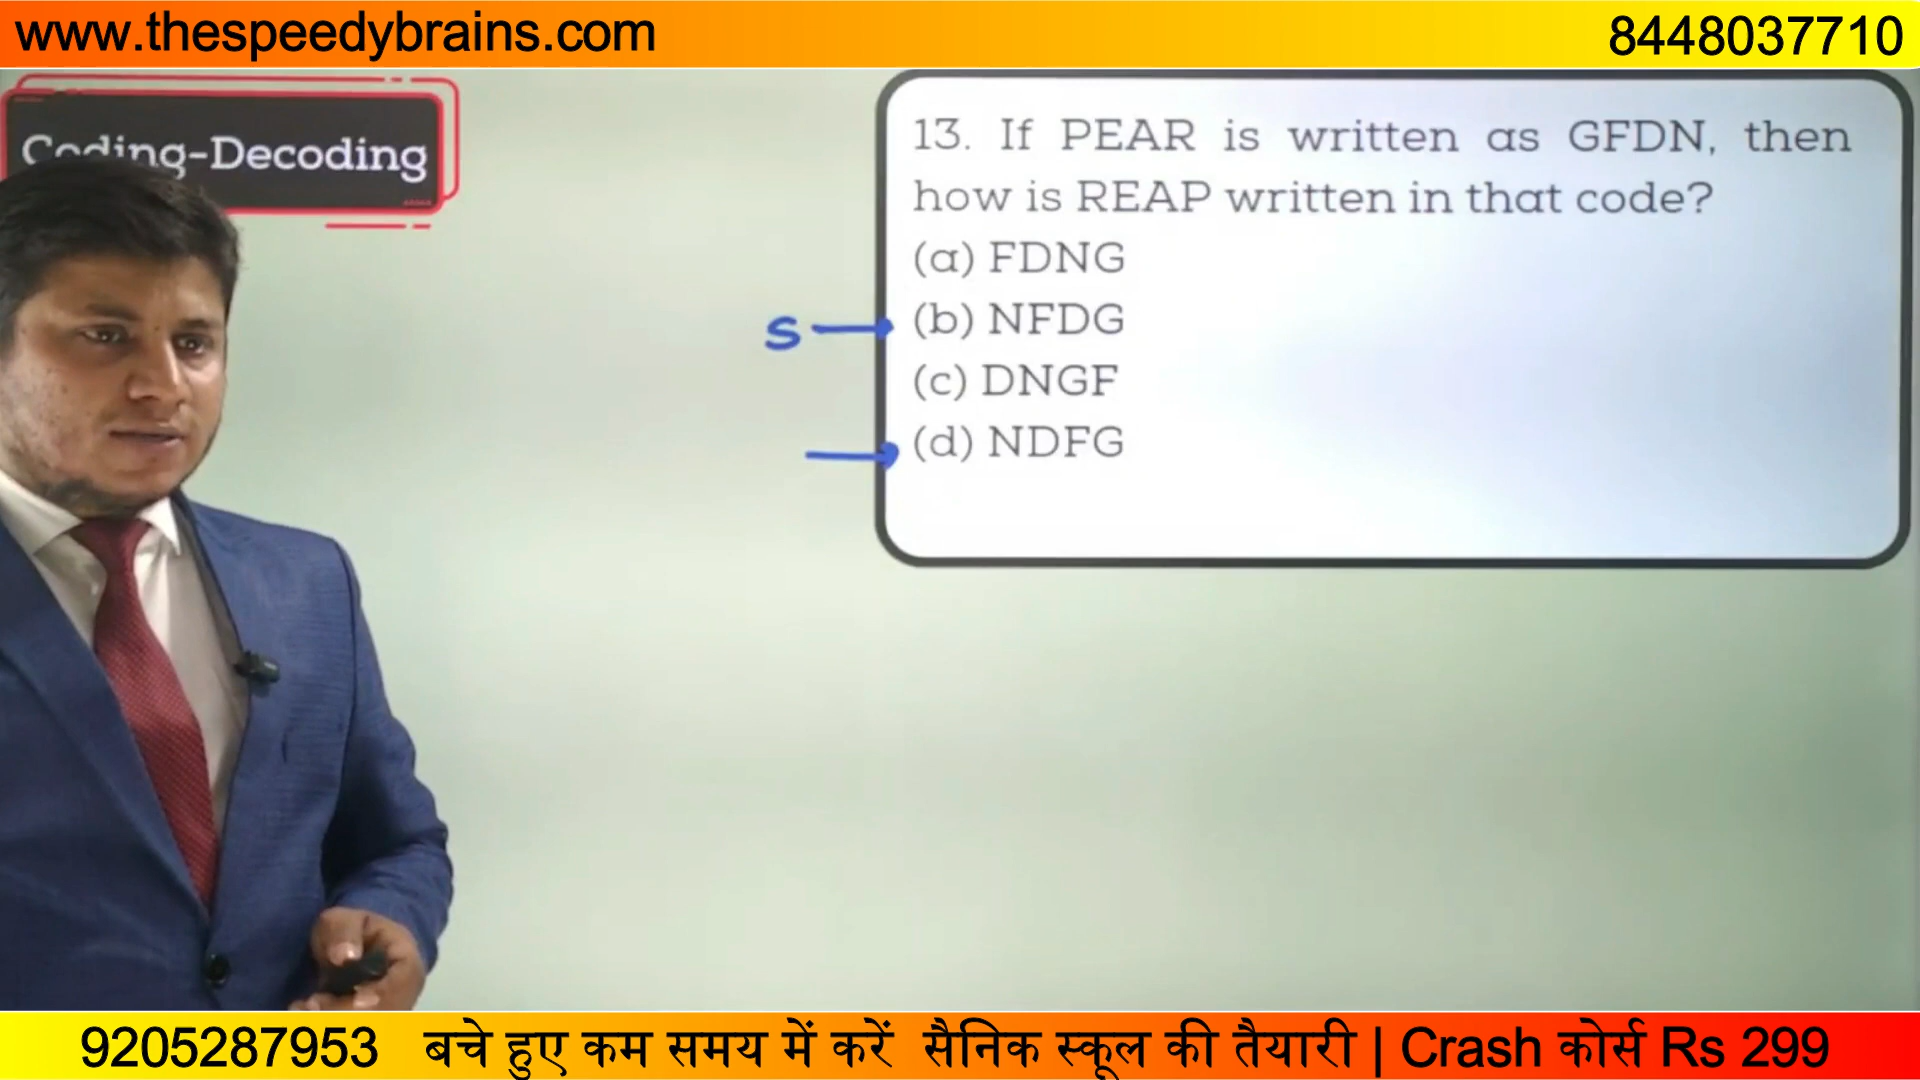 www.thespeedybrains.com
8448037710
Coding-Decoding
13. If PEAR is written as GFDN, then
how is REAP written in that code?
(a) FDNG
S (b) NFDG
(c) DNGF
(d) NDFG
9205287953 बचे हुए कम समय में करें सैनिक स्कूल की तैयारी | Crash कोर्स Rs 299